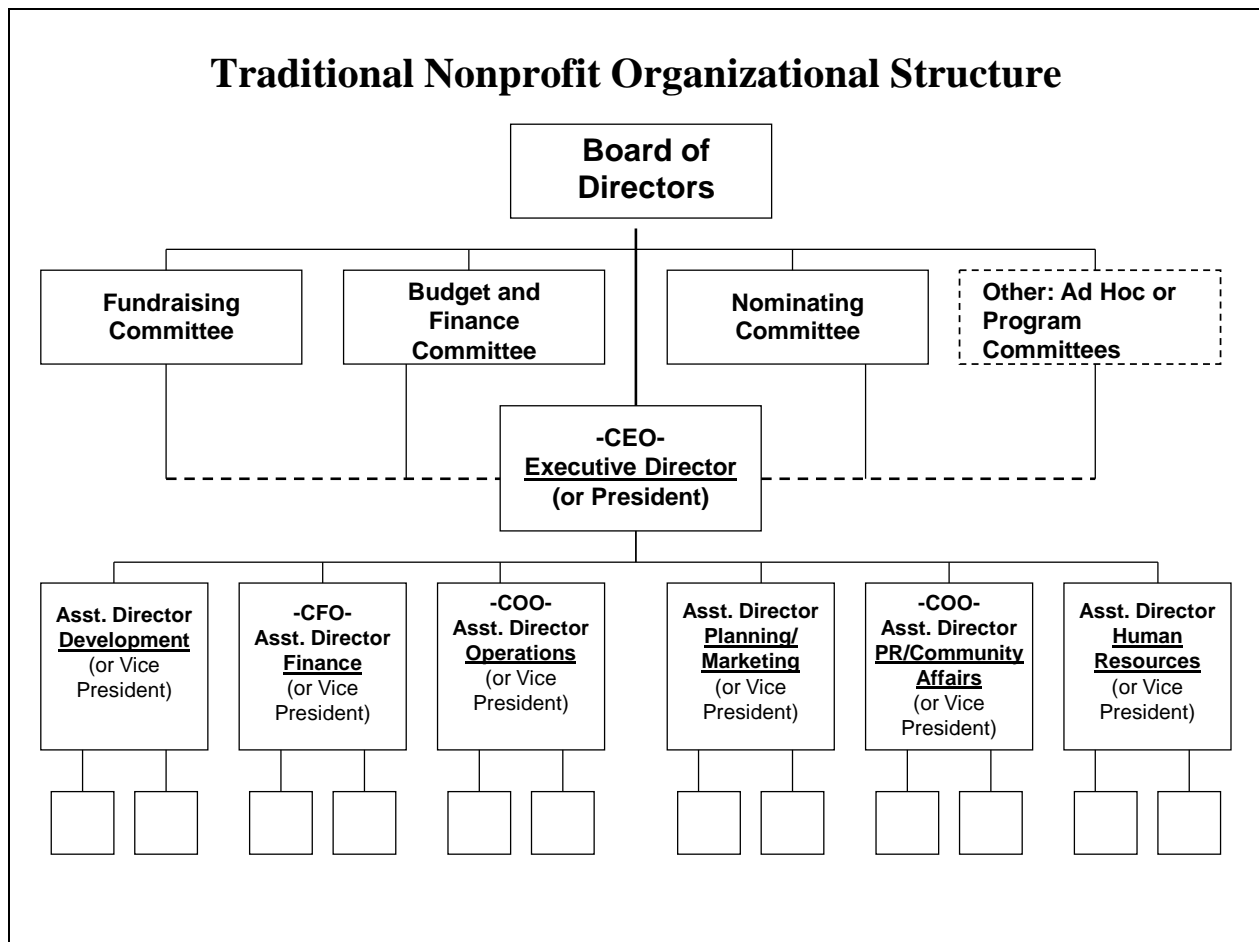 Traditional Nonprofit Organizational Structure
Board of
Directors
Fundraising
Committee
Budget and
Finance
Committee
Nominating
Committee
Other: Ad Hoc or
Program
Committees
-CEO-
Executive Director
(or President)
Asst. Director
Development
(or Vice
President)
-CFO-
Asst. Director
Finance
(or Vice
President)
-COO-
Asst. Director
Operations
(or Vice
President)
Asst. Director
Planning/
Marketing
(or Vice
President)
-COO-
Asst. Director
PR/Community
Affairs
(or Vice
President)
Asst. Director
Human
Resources
(or Vice
President)